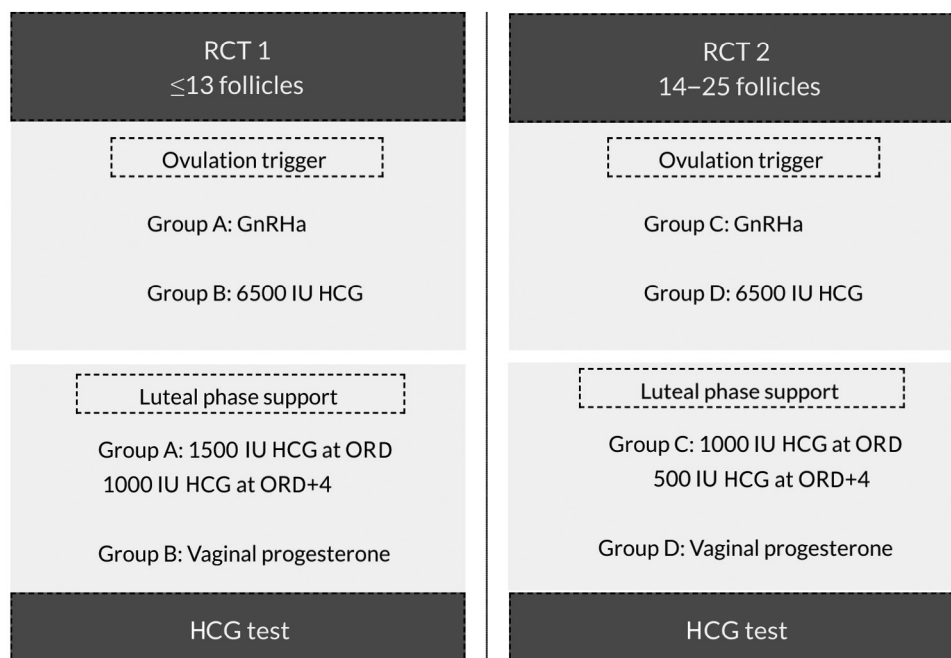 RCT 1
≤13 follicles
Ovulation trigger
Group A: GnRHa
Group B: 6500 IU HCG
Luteal phase support
Group A: 1500 IU HCG at ORD
1000 IU HCG at ORD+4
Group B: Vaginal progesterone
HCG test
RCT 2
14–25 follicles
Ovulation trigger
Group C: GnRHa
Group D: 6500 IU HCG
Luteal phase support
Group C: 1000 IU HCG at ORD
500 IU HCG at ORD+4
Group D: Vaginal progesterone
HCG test